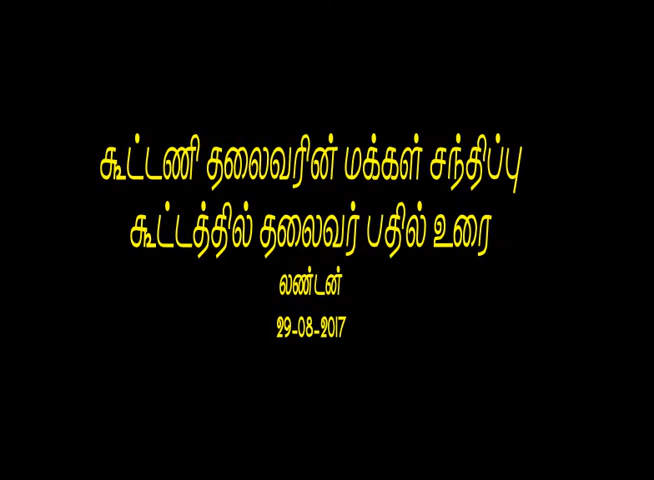 கூட்டணி தலைவரின் மக்கள் சந்திப்பு
கூட்டத்தில் தலைவர் பதில் உரை
லண்டன்
29-08-2017